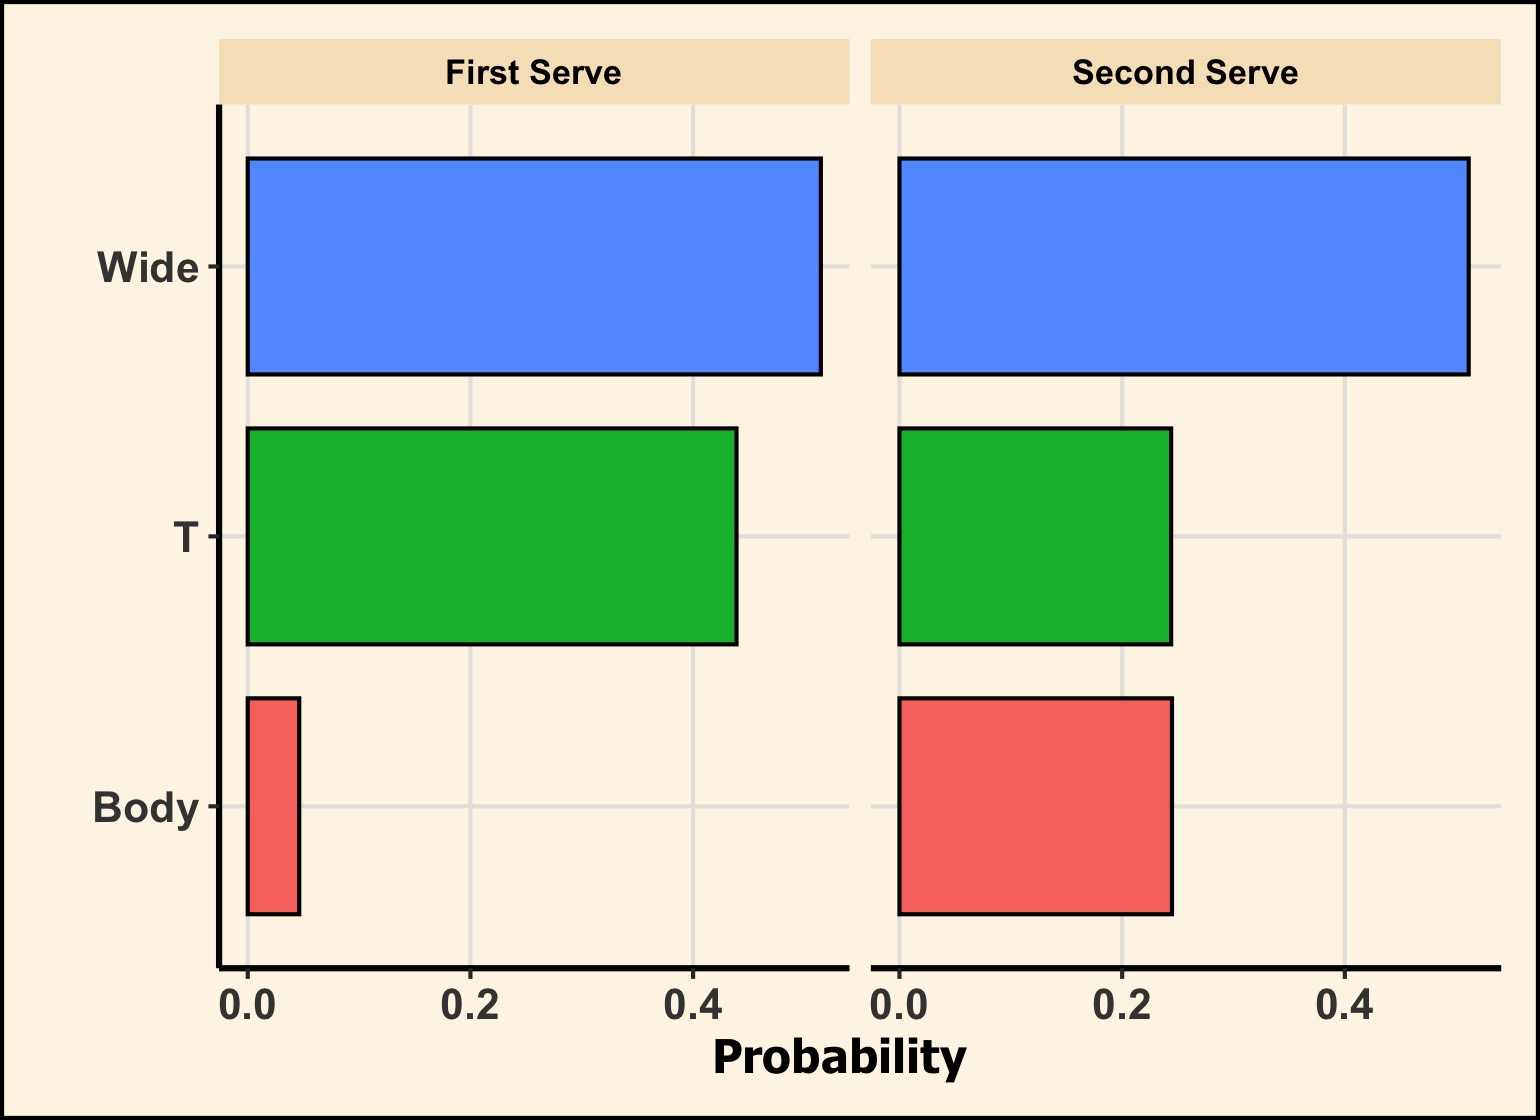 First Serve
Second Serve
Wide
T
Body
0.0 0.2 0.4
0.0 0.2 0.4
Probability